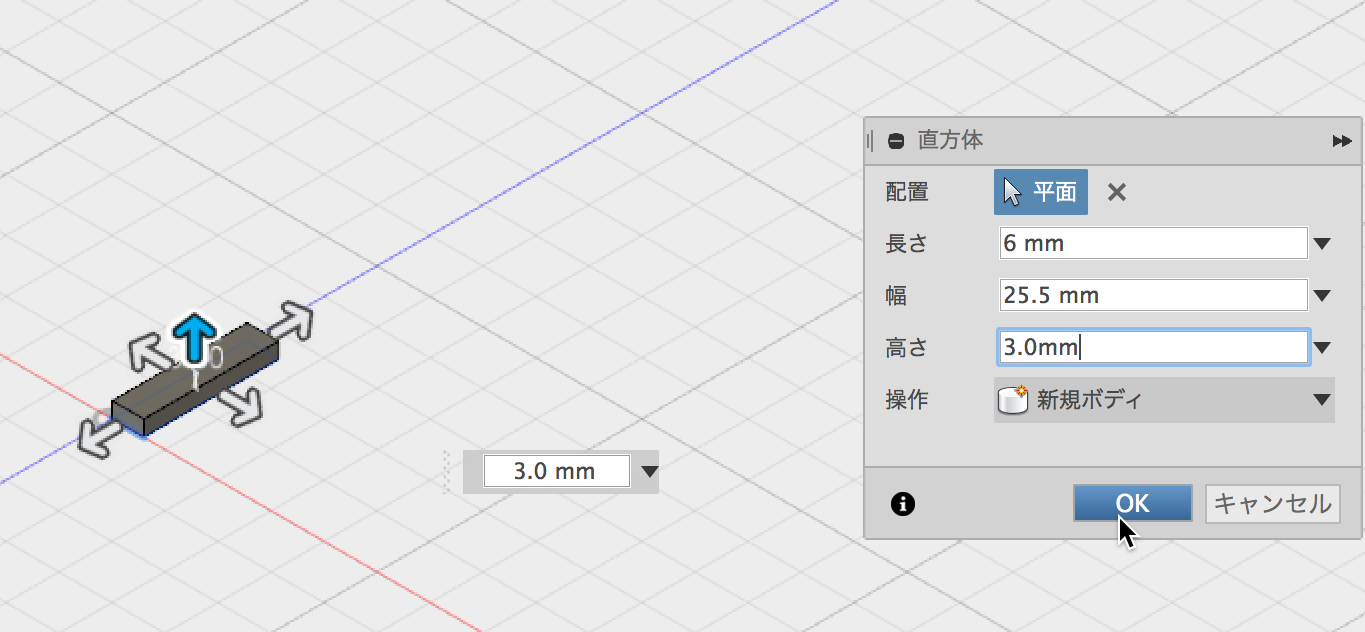 直方体
配置 平面
長さ 6 mm
幅 25.5 mm
高さ 3.0mm
操作 新規ボディ
3.0 mm
OK キャンセル